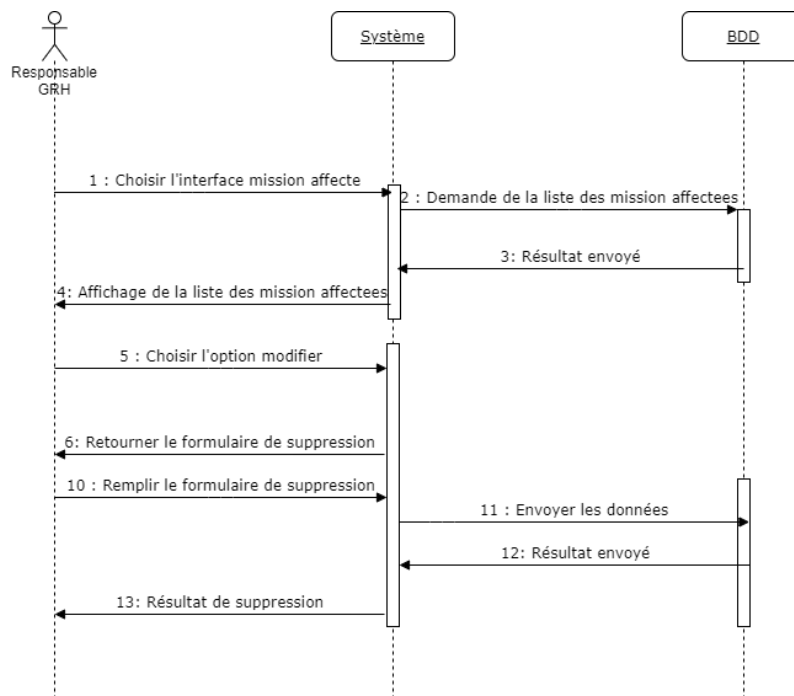 Système
BDD
Responsable
GRH
1 : Choisir l'interface mission affecte
2 : Demande de la liste des mission affectees
3: Résultat envoyé
4: Affichage de la liste des mission affectees
5 : Choisir l'option modifier
6: Retourner le formulaire de suppression
10 : Remplir le formulaire de suppression
11 : Envoyer les données
12: Résultat envoyé
13: Résultat de suppression